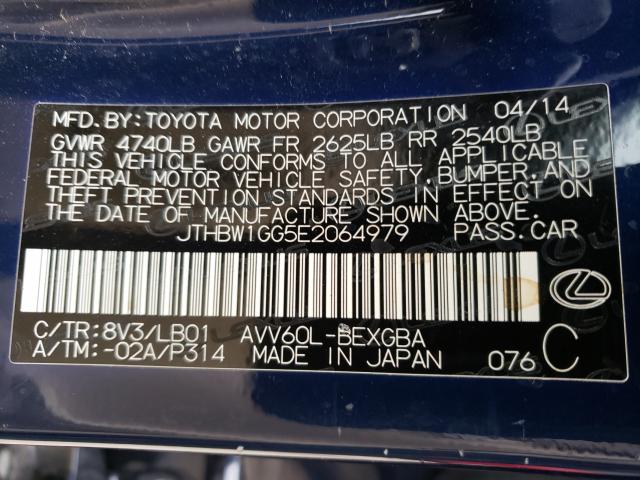 MFD.BY:TOYOTA MOTOR CORPORATION 04/14
GVWR 4740LB GAWR FR 2625LB RR 2540LB
THIS VEHICLE CONFORMS TO ALL APPLICABLE
FEDERAL MOTOR VEHICLE SAFETY,BUMPER,AND
THEFT PREVENTION STANDARDS IN EFFECT ON
THE DATE OF MANUFACTURE SHOWN ABOVE.
JTHBW1GG5E2064979 PASS.CAR
C/TR:8V3/LB01 AVV60L-BEXGBA
A/TM:-02A/P314 MADE IN JAPAN 076 C